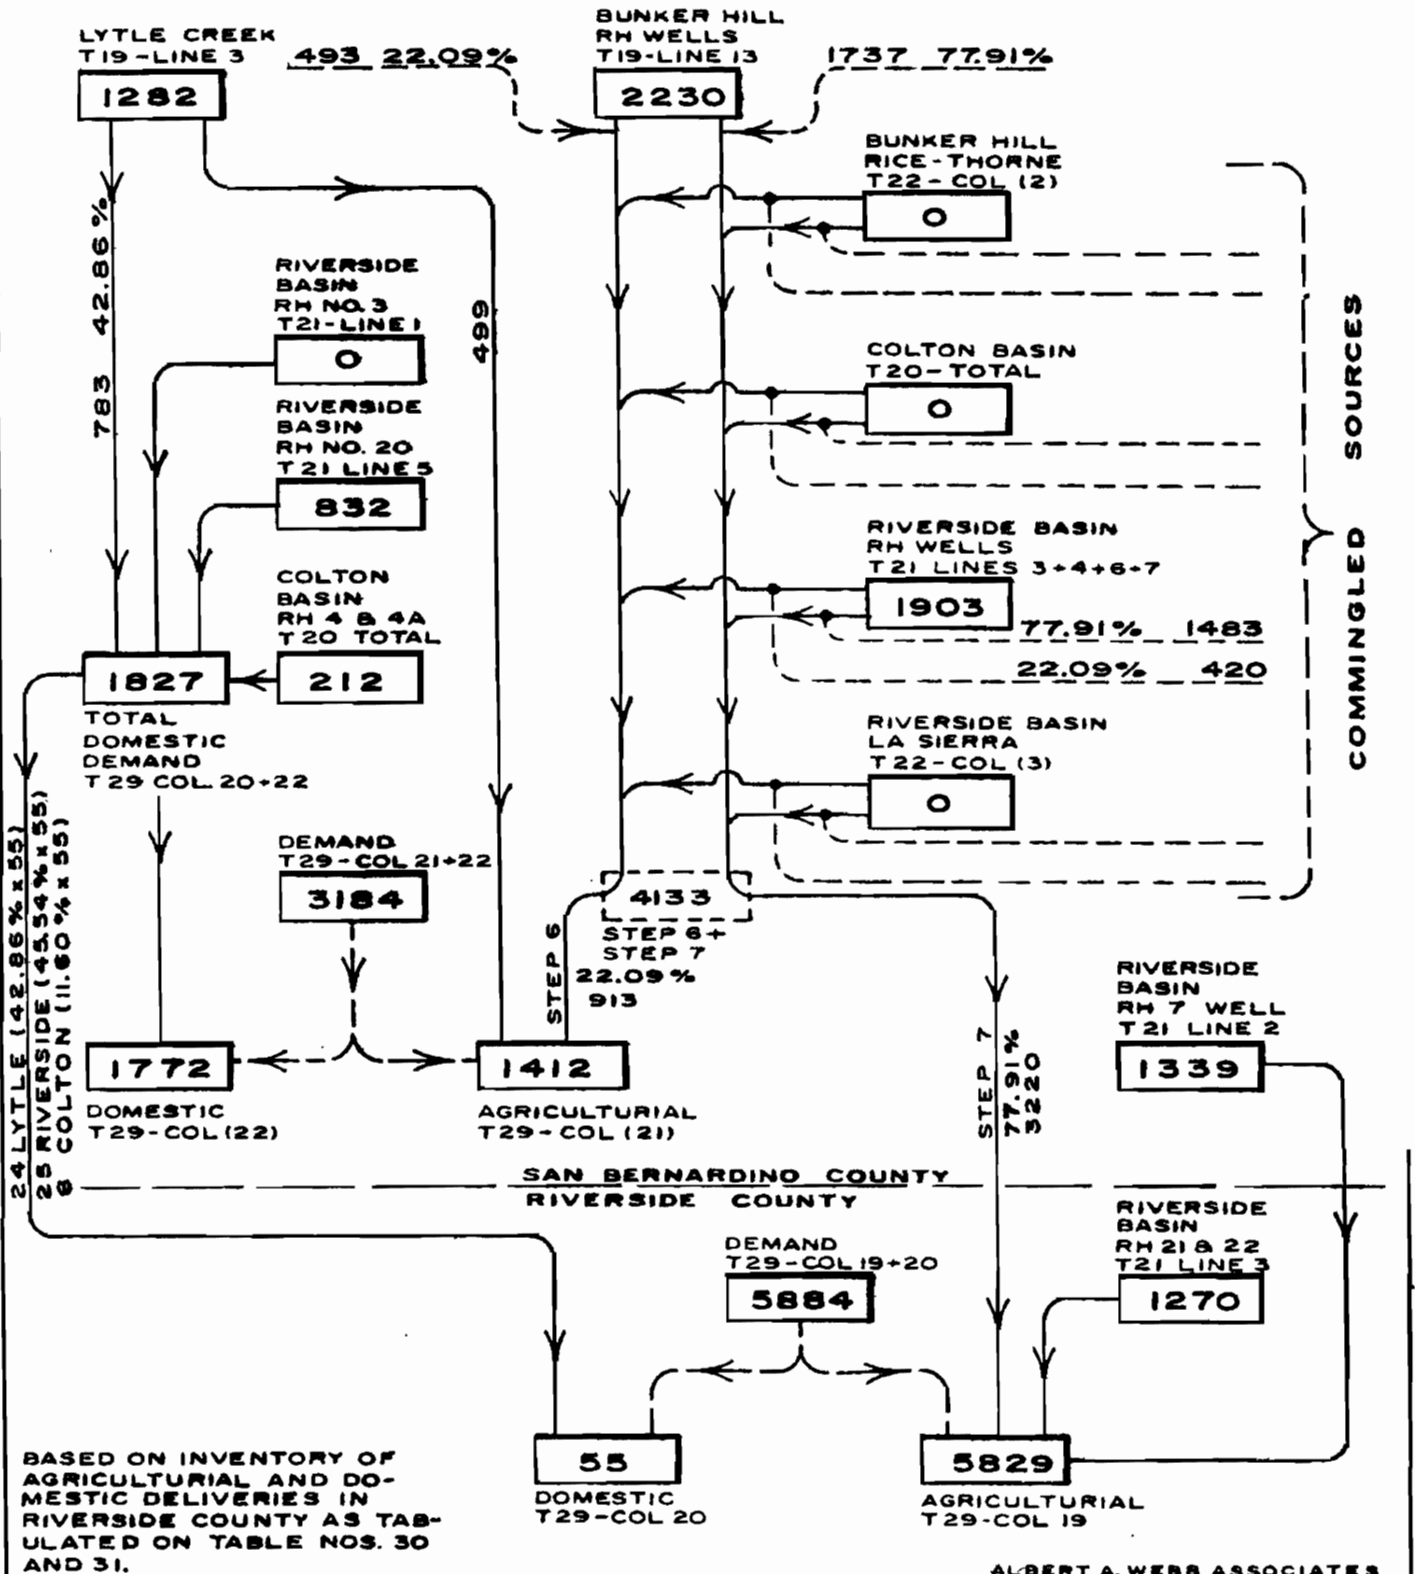 LYTLE CREEK
T19-LINE 3
1282
493 22.09%
BUNKER HILL
RH WELLS
T19-LINE 13
2230
1737 77.91%
BUNKER HILL
RICE-THORNE
T22-COL (2)
0
783 42.86%
499
RIVERSIDE
BASIN
RH NO. 3
T21-LINE 1
0
COLTON BASIN
T20-TOTAL
0
RIVERSIDE
BASIN
RH NO. 20
T21 LINE 5
832
RIVERSIDE BASIN
RH WELLS
T21 LINES 3+4+6+7
1903
77.91% 1483
22.09% 420
COMMINGLED SOURCES
COLTON
BASIN
RH 4 & 4A
T20 TOTAL
212
1827
TOTAL
DOMESTIC
DEMAND
T29 COL. 20+22
RIVERSIDE BASIN
LA SIERRA
T22-COL (3)
0
DEMAND
T29-COL 21+22
3184
4133
STEP 6+
STEP 7
STEP 6
22.09%
913
24 LYTLE (42.86% x 55)
25 RIVERSIDE (45.54% x 55)
6 COLTON (11.60% x 55)
1772
DOMESTIC
T29-COL (22)
1412
AGRICULTURIAL
T29-COL (21)
STEP 7
77.91%
3220
RIVERSIDE
BASIN
RH 7 WELL
T21 LINE 2
1339
SAN BERNARDINO COUNTY
RIVERSIDE COUNTY
RIVERSIDE
BASIN
RH 21 & 22
T21 LINE 3
1270
DEMAND
T29-COL 19+20
5884
55
DOMESTIC
T29-COL 20
5829
AGRICULTURIAL
T29-COL 19
BASED ON INVENTORY OF
AGRICULTURIAL AND DO-
MESTIC DELIVERIES IN
RIVERSIDE COUNTY AS TAB-
ULATED ON TABLE NOS. 30
AND 31.
ALBERT A. WEBB ASSOCIATES